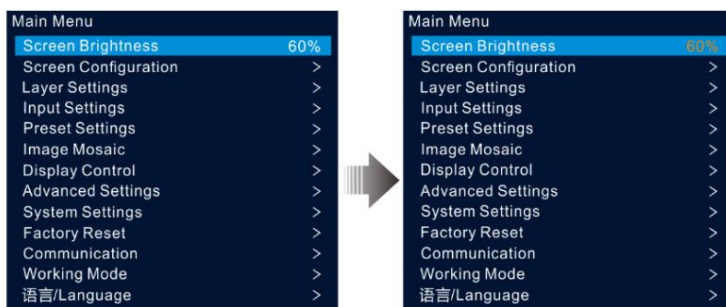 Main Menu
Screen Brightness 60%
Screen Configuration >
Layer Settings >
Input Settings >
Preset Settings >
Image Mosaic >
Display Control >
Advanced Settings >
System Settings >
Factory Reset >
Communication >
Working Mode >
语言/Language >
Main Menu
Screen Brightness 60%
Screen Configuration >
Layer Settings >
Input Settings >
Preset Settings >
Image Mosaic >
Display Control >
Advanced Settings >
System Settings >
Factory Reset >
Communication >
Working Mode >
语言/Language >